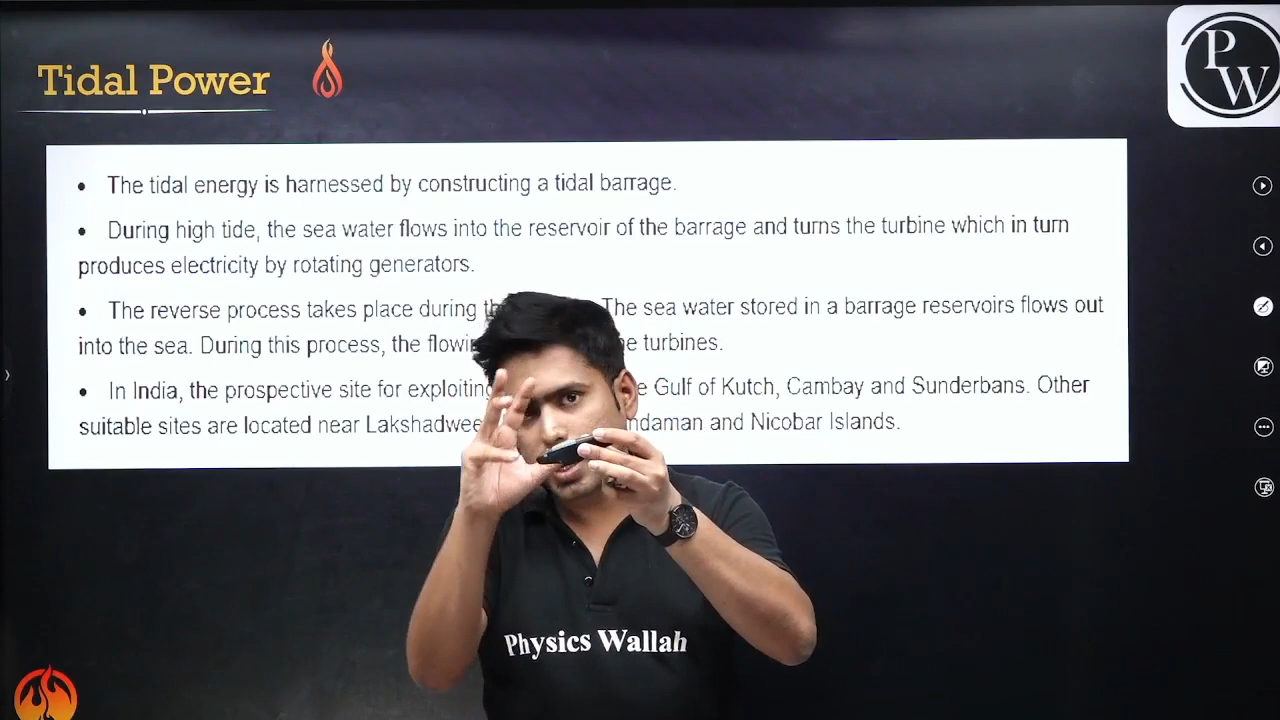 Tidal Power
PW
• The tidal energy is harnessed by constructing a tidal barrage.
• During high tide, the sea water flows into the reservoir of the barrage and turns the turbine which in turn
produces electricity by rotating generators.
• The reverse process takes place during The sea water stored in a barrage reservoirs flows out
into the sea. During this process, the turbines.
• In India, the prospective site for exploiting Gulf of Kutch, Cambay and Sunderbans. Other
suitable sites are located near and Nicobar Islands.
Physics Wallah